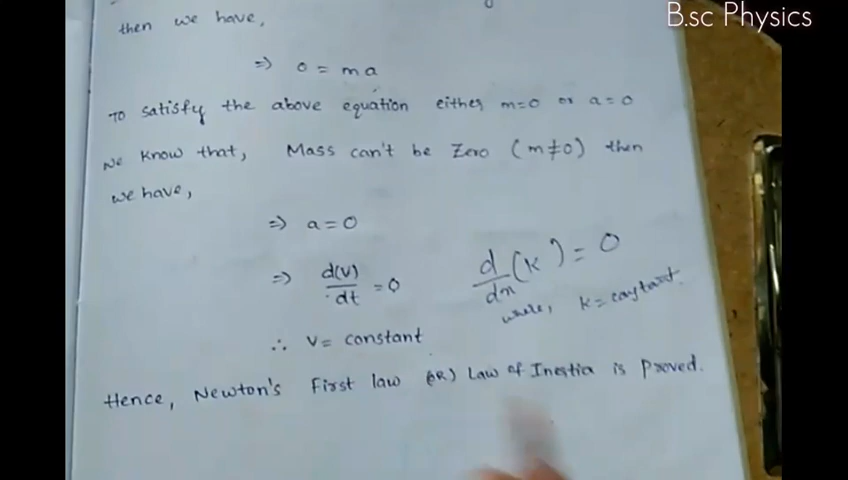 B.sc Physics
then we have,
=> 0 = ma
To satisfy the above equation either m=0 or a=0
We know that, Mass can't be Zero (m≠0) then
we have,
=> a=0
=> d(v)/dt =0
d/dx (K) = 0
where, K= constant.
∴ V= constant
Hence, Newton's First law (OR) Law of Inertia is Proved.